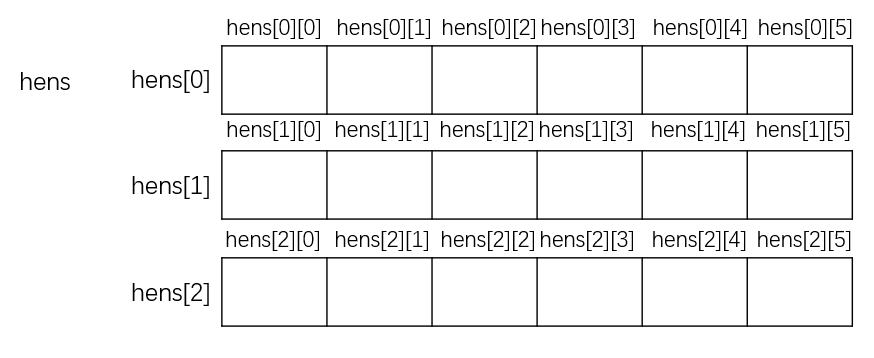 hens[0][0] hens[0][1] hens[0][2] hens[0][3] hens[0][4] hens[0][5]
hens hens[0]
hens[1][0] hens[1][1] hens[1][2] hens[1][3] hens[1][4] hens[1][5]
hens[1]
hens[2][0] hens[2][1] hens[2][2] hens[2][3] hens[2][4] hens[2][5]
hens[2]